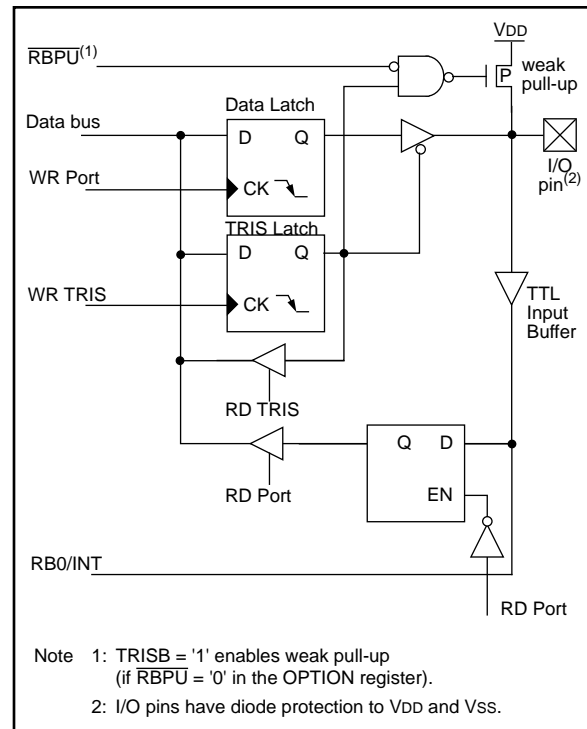 VDD
RBPU(1)
P
weak
pull-up
Data Latch
Data bus
D Q
I/O
pin(2)
WR Port
CK
TRIS Latch
D Q
TTL
Input
Buffer
WR TRIS
CK
RD TRIS
Q D
RD Port
EN
RB0/INT
RD Port
Note 1: TRISB = '1' enables weak pull-up
(if RBPU = '0' in the OPTION register).
2: I/O pins have diode protection to VDD and VSS.